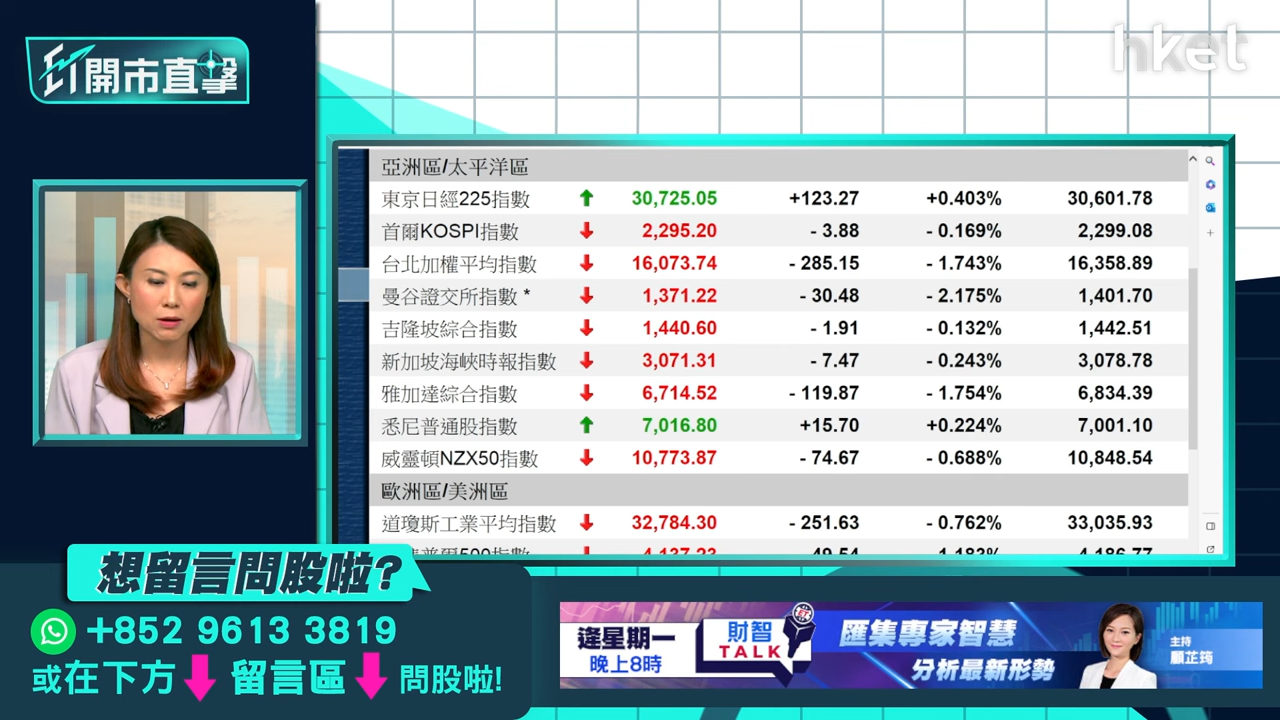 hket
ET開市直擊
亞洲區/太平洋區
東京日經225指數 30,725.05 +123.27 +0.403% 30,601.78
首爾KOSPI指數 2,295.20 - 3.88 - 0.169% 2,299.08
台北加權平均指數 16,073.74 - 285.15 - 1.743% 16,358.89
曼谷證交所指數 * 1,371.22 - 30.48 - 2.175% 1,401.70
吉隆坡綜合指數 1,440.60 - 1.91 - 0.132% 1,442.51
新加坡海峽時報指數 3,071.31 - 7.47 - 0.243% 3,078.78
雅加達綜合指數 6,714.52 - 119.87 - 1.754% 6,834.39
悉尼普通股指數 7,016.80 +15.70 +0.224% 7,001.10
威靈頓NZX50指數 10,773.87 - 74.67 - 0.688% 10,848.54
歐洲區/美洲區
道瓊斯工業平均指數 32,784.30 - 251.63 - 0.762% 33,035.93
想留言問股啦?
+852 9613 3819
或在下方 留言區 問股啦!
逢星期一
晚上8時
財智
TALK
匯集專家智慧
分析最新形勢
主持
顧芷筠